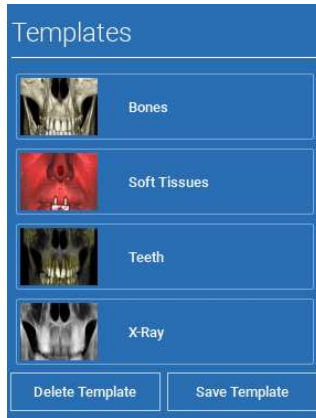 Templates
Bones
Soft Tissues
Teeth
X-Ray
Delete Template
Save Template